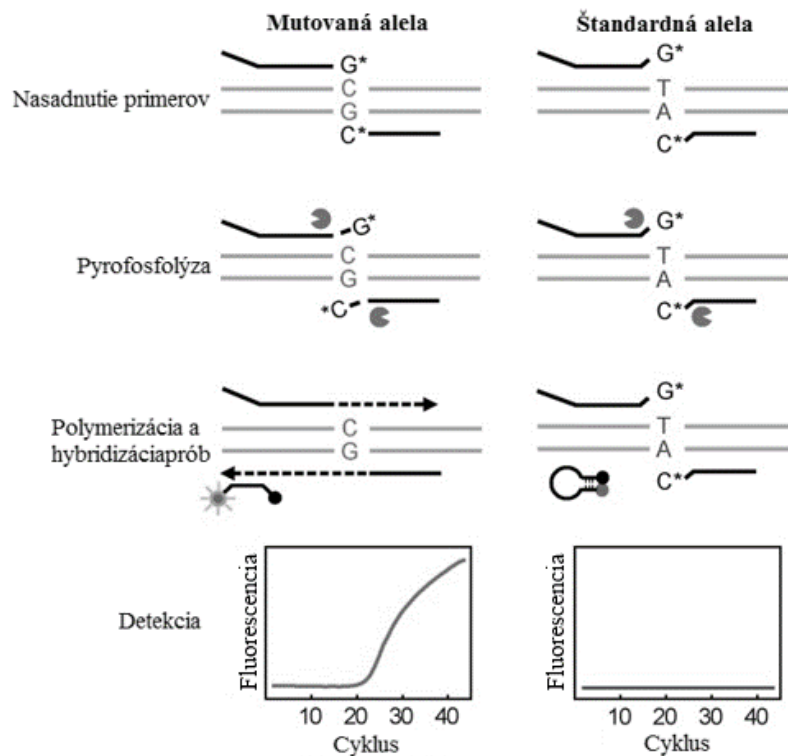 Mutovaná alela
Štandardná alela
Nasadnutie primerov
G*
C
G
C*
G*
T
A
C*
Pyrofosfolýza
G*
C
G
*C
G*
T
A
C*
Polymerizácia a
hybridizáciaprób
C
G
G*
T
A
C*
Detekcia
Fluorescencia
10 20 30 40
Cyklus
Fluorescencia
10 20 30 40
Cyklus